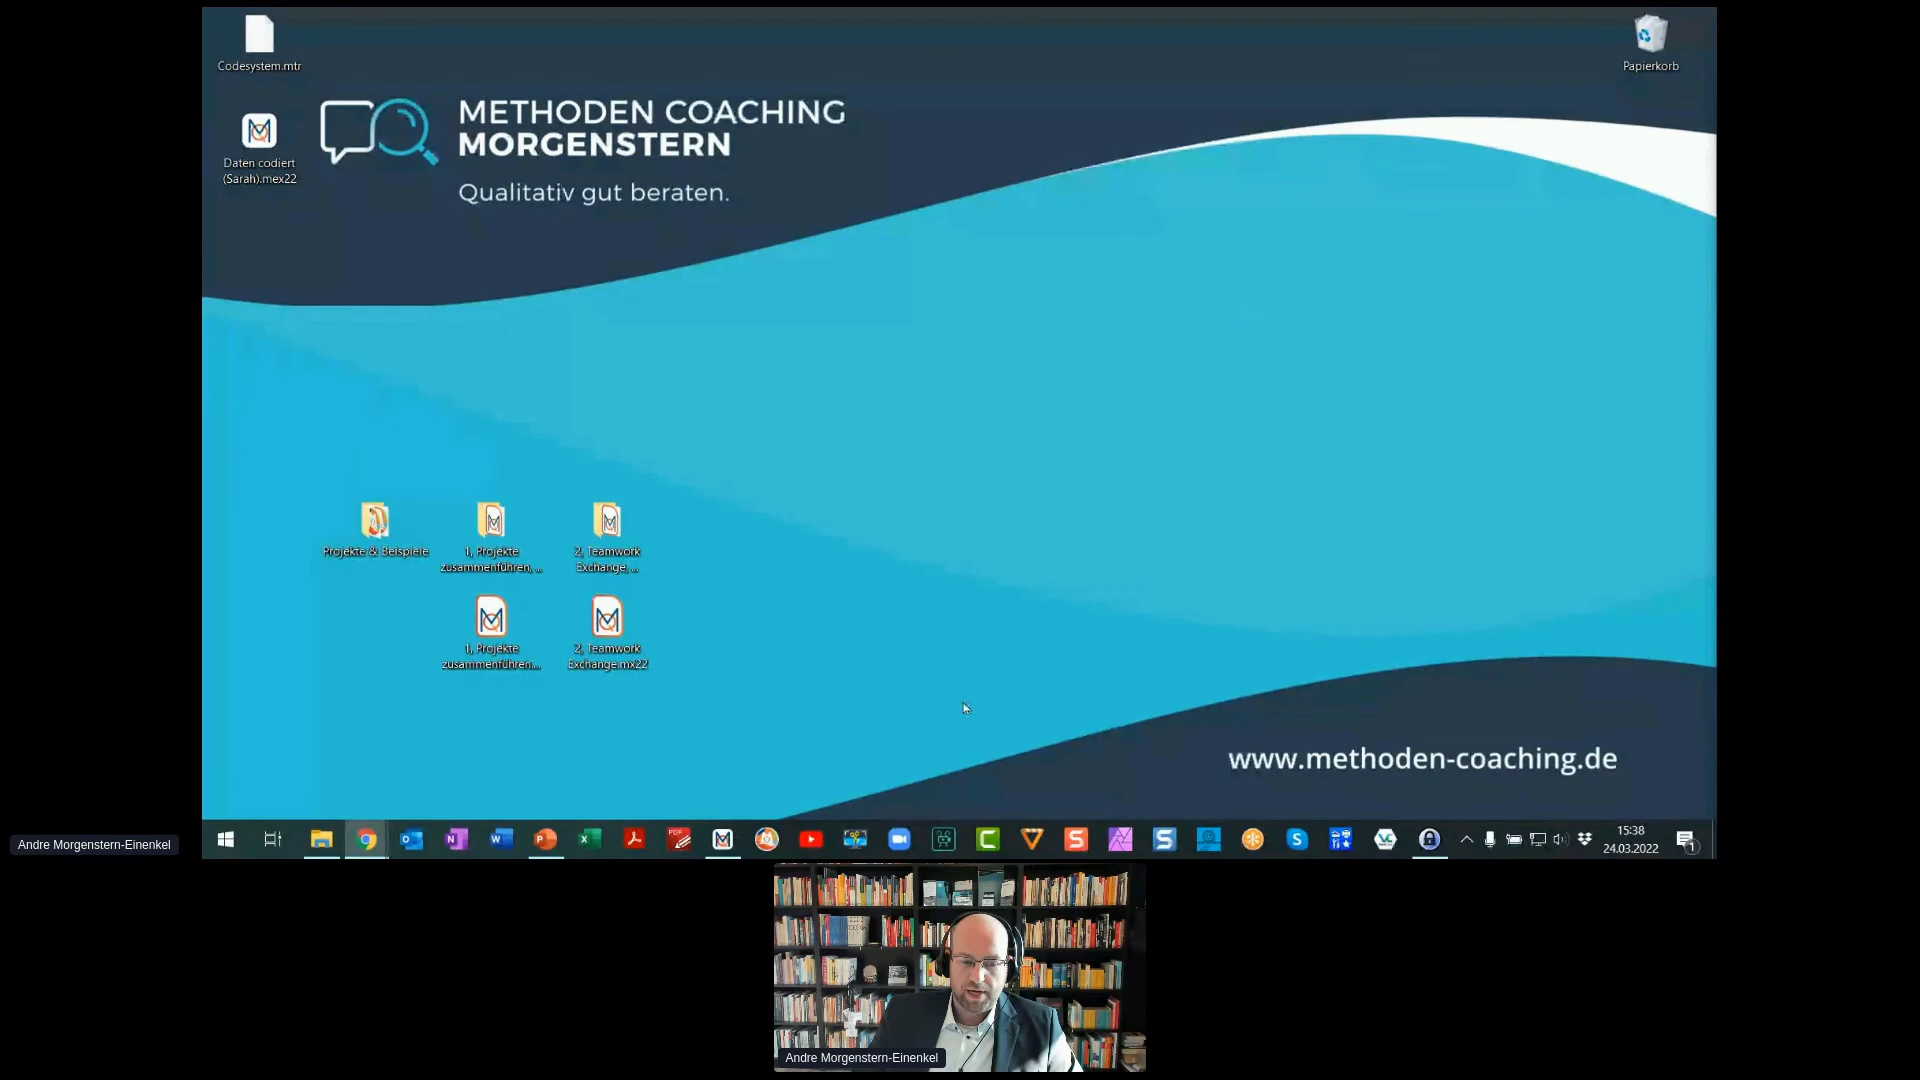 Codesystem.mtr
Papierkorb
METHODEN COACHING
MORGENSTERN
Qualitativ gut beraten.
Daten codiert
(Sarah).mex22
Projekte & Beispiele
1, Projekte
zusammenführen, ...
2, Teamwork
Exchange, ...
1, Projekte
zusammenführen...
2, Teamwork
Exchange.mx22
www.methoden-coaching.de
15:38
24.03.2022
1
Andre Morgenstern-Einenkel
Andre Morgenstern-Einenkel